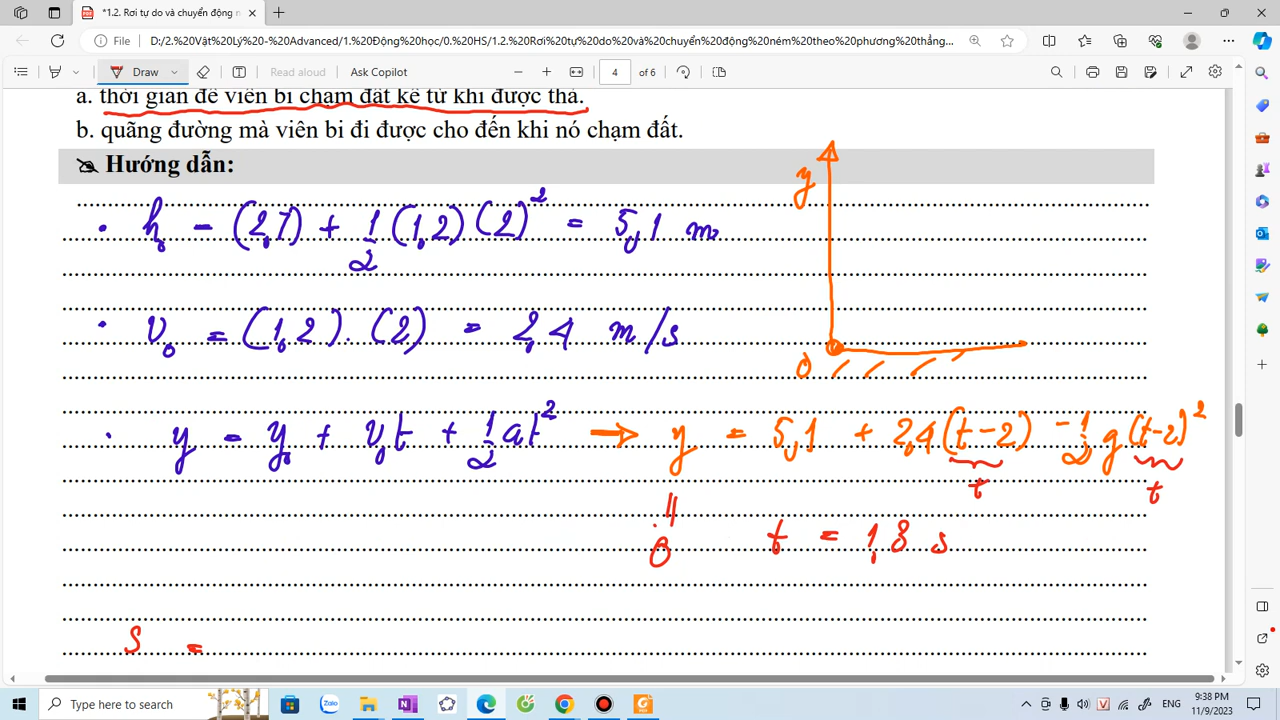 *1.2. Rơi tự do và chuyển động n
File D:/2.%20Vật%20Lý%20-%20Advanced/1.%20Động%20học/0.%20HS/1.2.%20Rơi%20tự%20do%20và%20chuyển%20động%20ném%20theo%20phương%20thẳng...
Draw Read aloud Ask Copilot 4 of 6
a. thời gian để viên bi chạm đất kể từ khi được thả.
b. quãng đường mà viên bi đi được cho đến khi nó chạm đất.
Hướng dẫn:
y
• h₀ = (2,7) + 1/2 (1,2) (2)² = 5,1 m
• v₀ = (1,2) . (2) = 2,4 m/s
O
• y = y₀ + v₀t + 1/2 at² → y = 5,1 + 2,4 (t-2) - 1/2 g (t-2)²
t t
"
0 t = 1,8 s
S =
Type here to search
Zalo
ENG
9:38 PM
11/9/2023